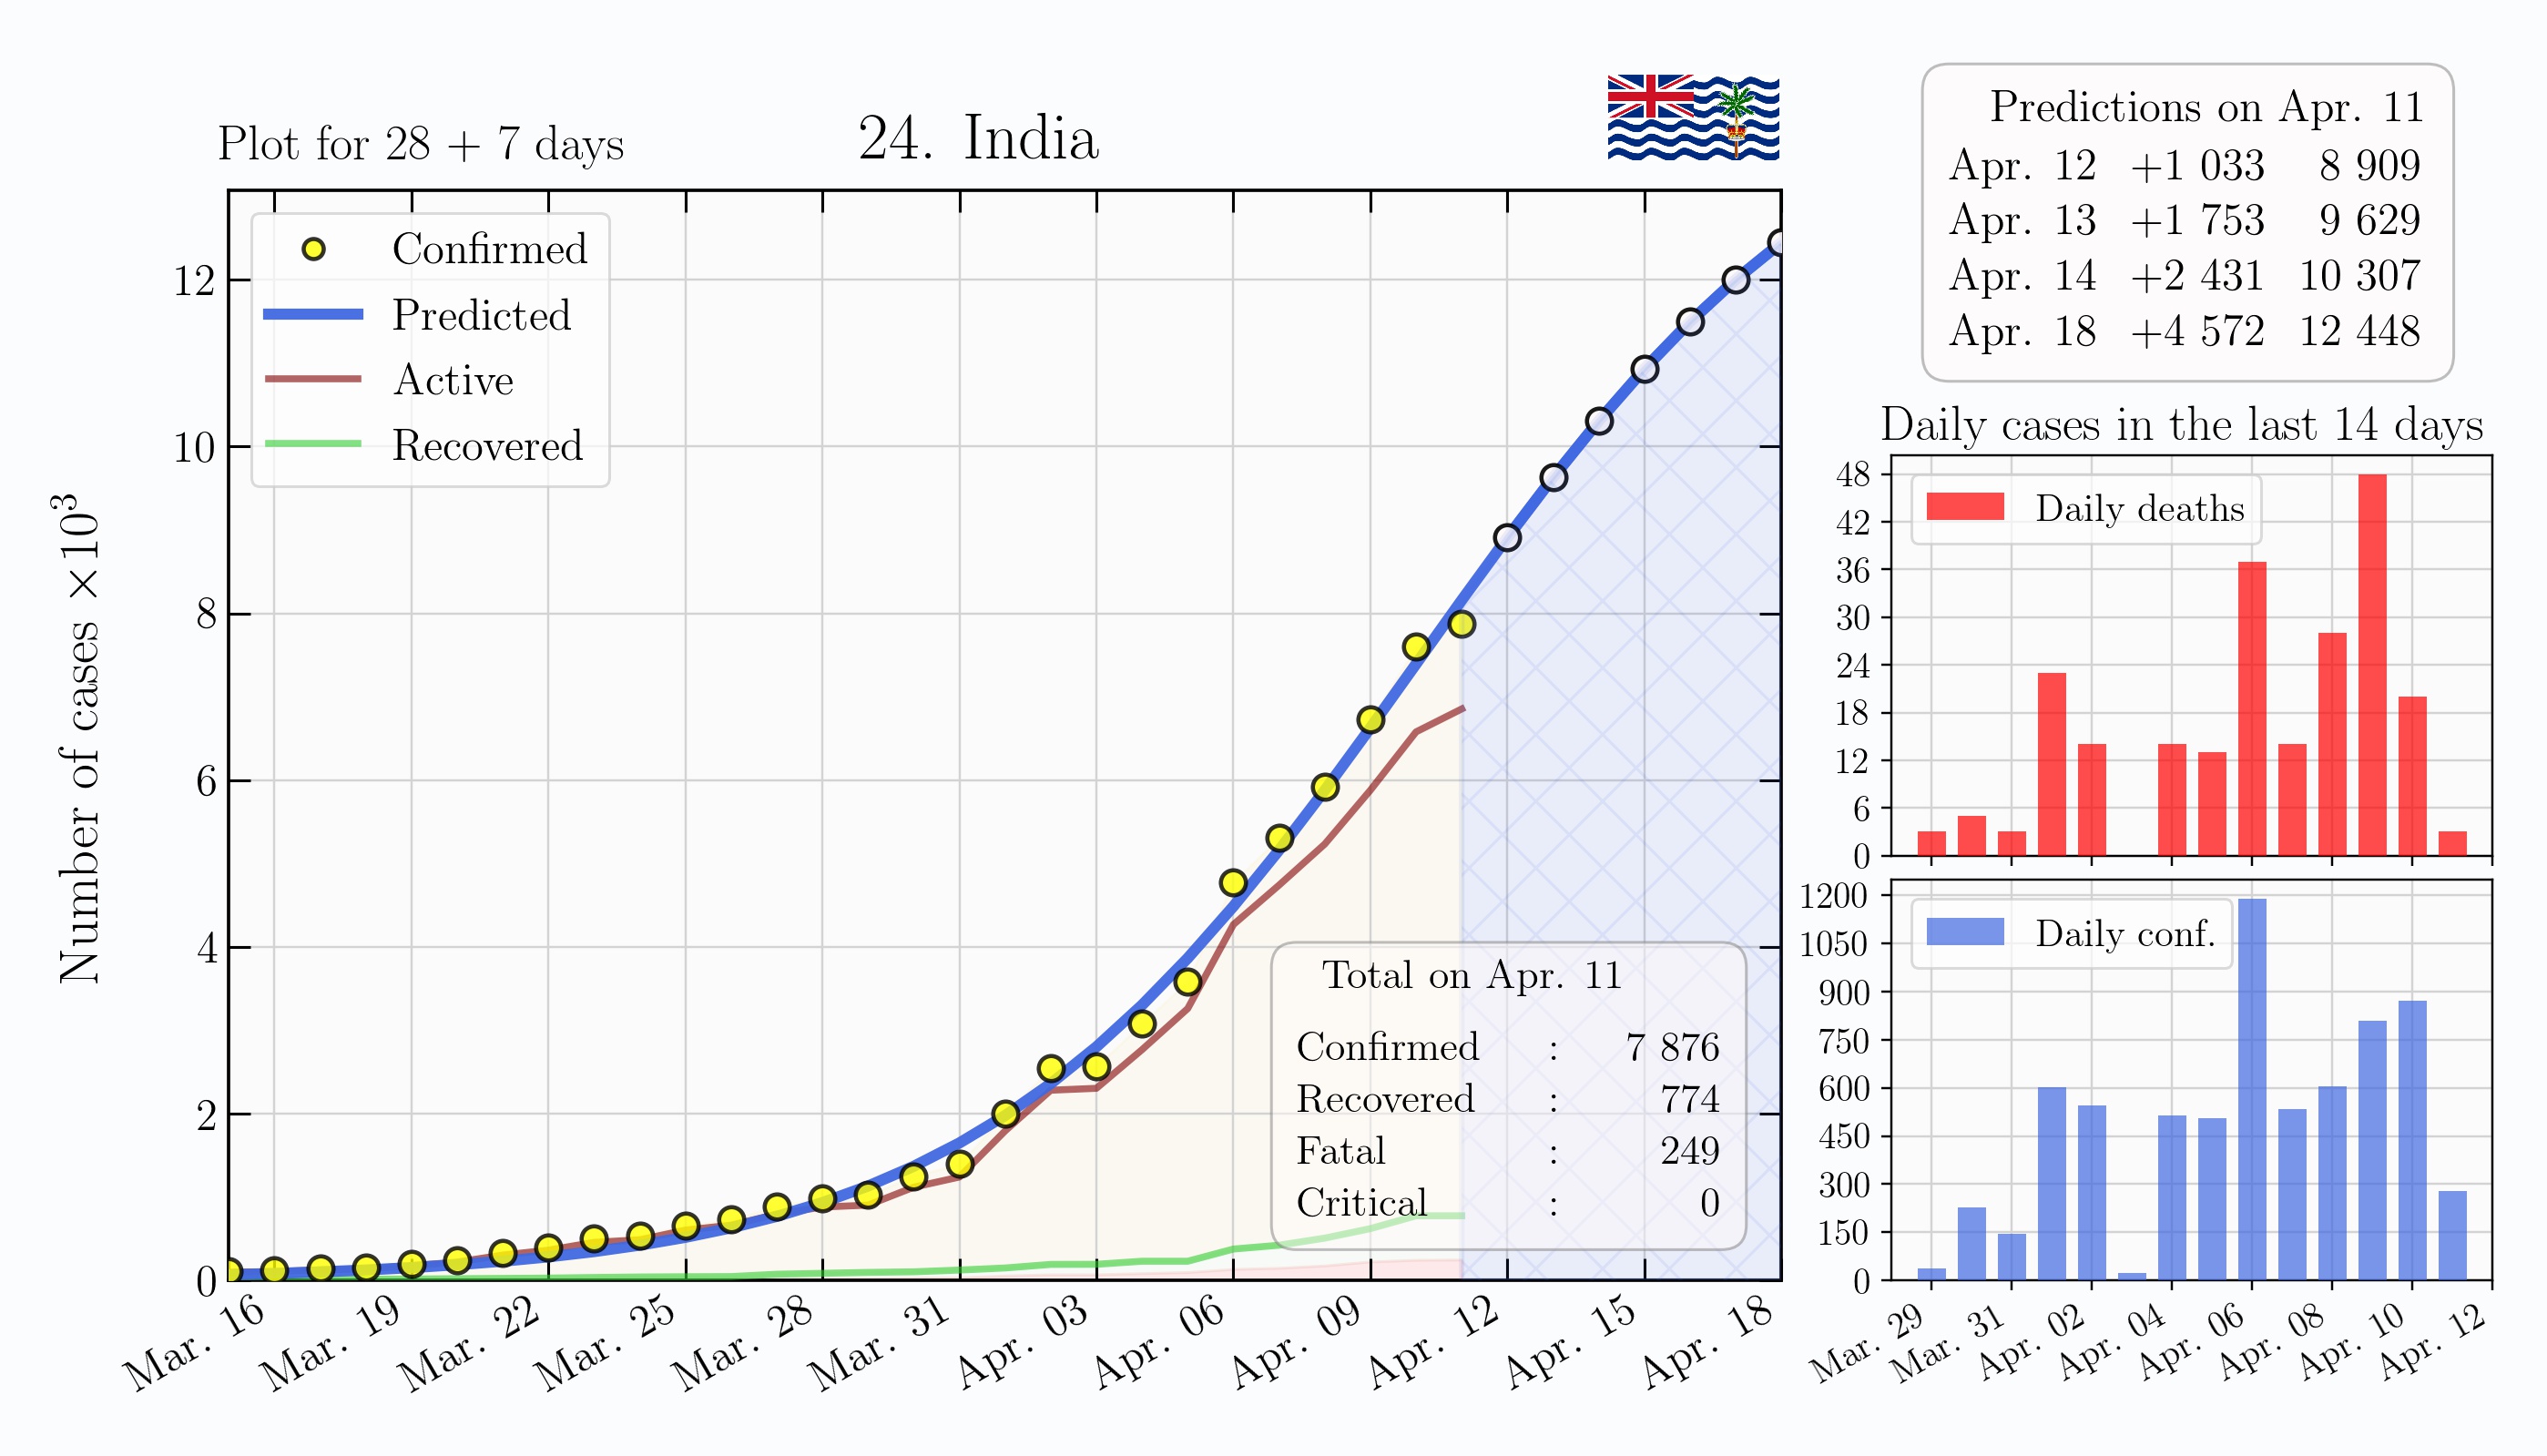 Plot for 28 + 7 days
24. India
Number of cases ×10³
12
10
8
6
4
2
0
Confirmed
Predicted
Active
Recovered
Total on Apr. 11
Confirmed : 7 876
Recovered : 774
Fatal : 249
Critical : 0
Mar. 16
Mar. 19
Mar. 22
Mar. 25
Mar. 28
Mar. 31
Apr. 03
Apr. 06
Apr. 09
Apr. 12
Apr. 15
Apr. 18
Predictions on Apr. 11
Apr. 12 +1 033 8 909
Apr. 13 +1 753 9 629
Apr. 14 +2 431 10 307
Apr. 18 +4 572 12 448
Daily cases in the last 14 days
48
42
36
30
24
18
12
6
0
Daily deaths
1200
1050
900
750
600
450
300
150
0
Daily conf.
Mar. 29
Mar. 31
Apr. 02
Apr. 04
Apr. 06
Apr. 08
Apr. 10
Apr. 12